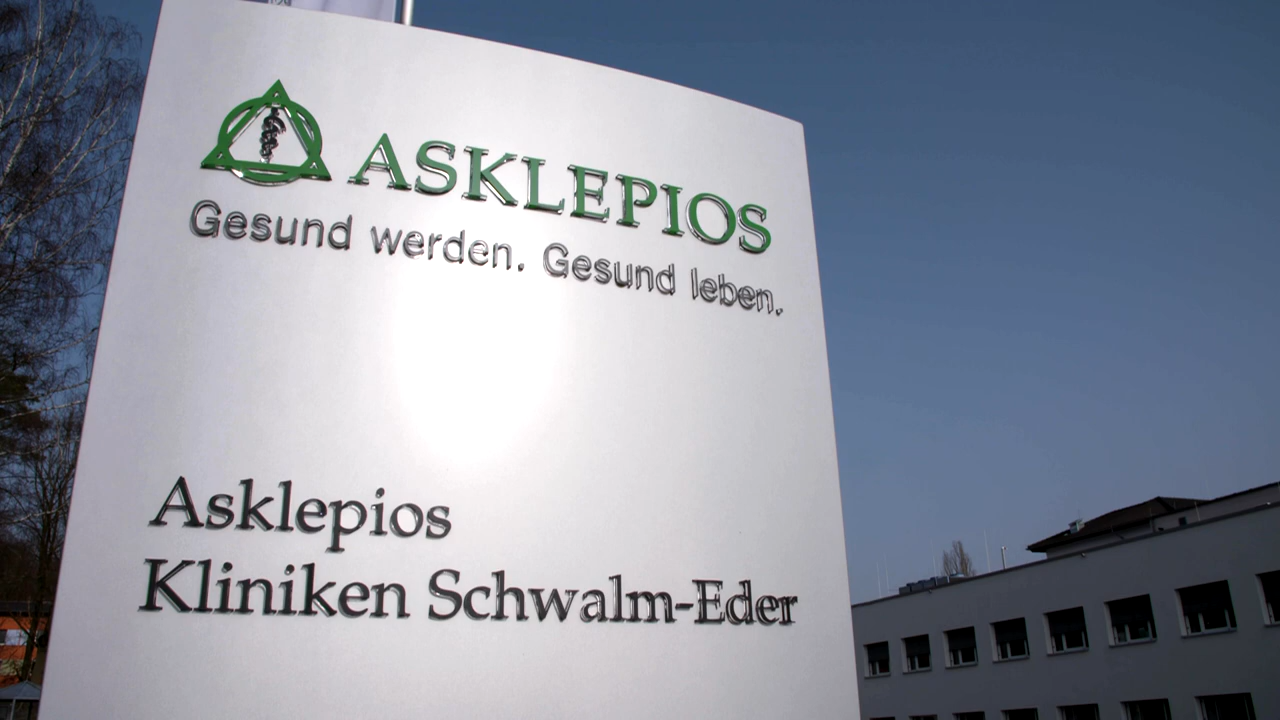 ASKLEPIOS
Gesund werden. Gesund leben.
Asklepios
Kliniken Schwalm-Eder